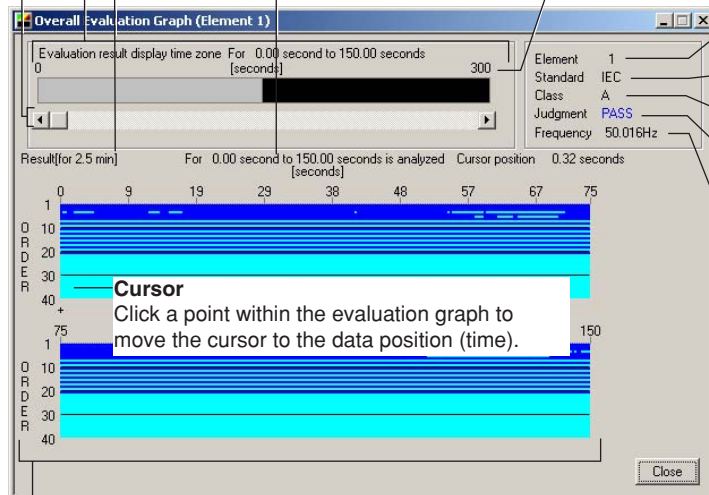 Overall Evaluation Graph (Element 1)
Evaluation result display time zone For 0.00 second to 150.00 seconds
0 [seconds] 300
Element 1
Standard IEC
Class A
Judgment PASS
Frequency 50.016Hz
Result[for 2.5 min] For 0.00 second to 150.00 seconds is analyzed Cursor position 0.32 seconds
[seconds]
0 9 19 29 38 48 57 67 75
ORDER
1
10
20
30
40
+
Cursor
Click a point within the evaluation graph to
move the cursor to the data position (time).
75 150
ORDER
1
10
20
30
40
Close